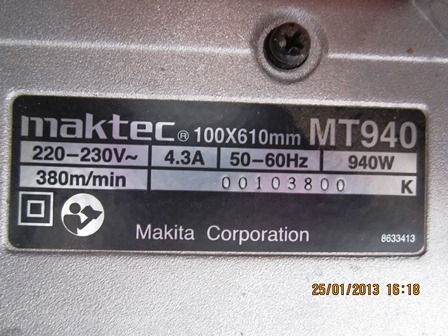 maktec® 100X610mm MT940
220–230V~ 4.3A 50–60Hz 940W
380m/min 00103800 K
Makita Corporation 8633413
25/01/2013 16:18